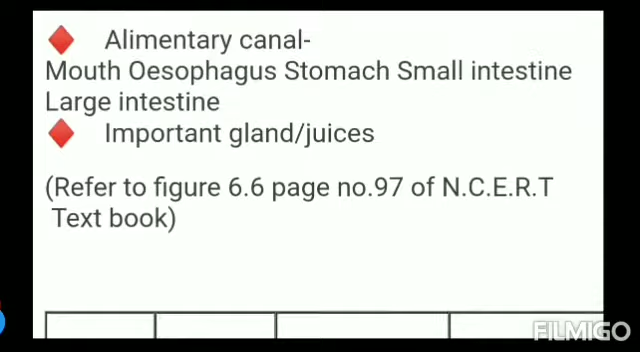 Alimentary canal-
Mouth Oesophagus Stomach Small intestine
Large intestine
Important gland/juices
(Refer to figure 6.6 page no.97 of N.C.E.R.T
Text book)
FILMIGO